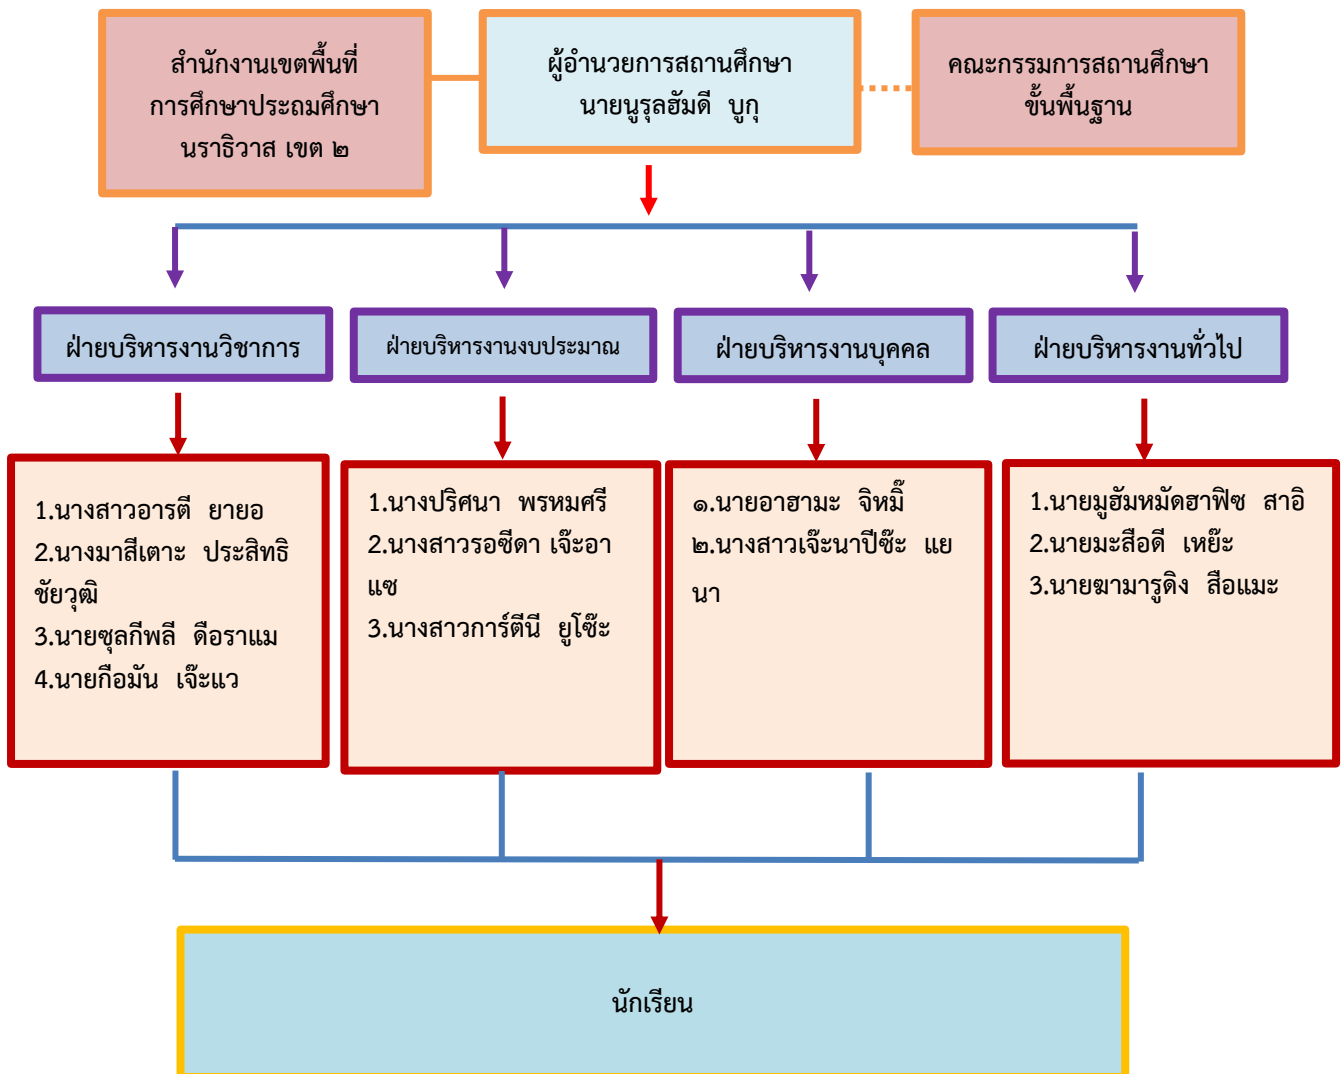 สำนักงานเขตพื้นที่
การศึกษาประถมศึกษา
นราธิวาส เขต ๒
ผู้อำนวยการสถานศึกษา
นายนูรุลฮัมดี บูกุ
คณะกรรมการสถานศึกษา
ขั้นพื้นฐาน
ฝ่ายบริหารงานวิชาการ
ฝ่ายบริหารงานงบประมาณ
ฝ่ายบริหารงานบุคคล
ฝ่ายบริหารงานทั่วไป
1.นางสาวอารตี ยายอ
2.นางมาสีเตาะ ประสิทธิ
ชัยวุฒิ
3.นายซุลกีพลี ดือราแม
4.นายกือมัน เจ๊ะแว
1.นางปริศนา พรหมศรี
2.นางสาวรอซีดา เจ๊ะอา
แซ
3.นางสาวการ์ตีนี ยูโซ๊ะ
๑.นายอาฮามะ จิหมิ๊
๒.นางสาวเจ๊ะนาปีซ๊ะ แย
นา
1.นายมูฮัมหมัดฮาฟิซ สาอิ
2.นายมะสือดี เหย๊ะ
3.นายฆามารูดิง สือแมะ
นักเรียน